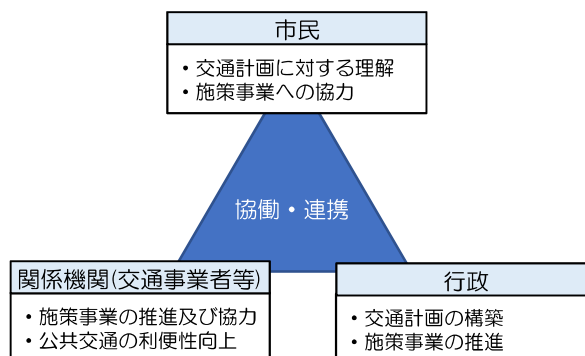 市民
・交通計画に対する理解
・施策事業への協力
協働・連携
関係機関(交通事業者等)
・施策事業の推進及び協力
・公共交通の利便性向上
行政
・交通計画の構築
・施策事業の推進